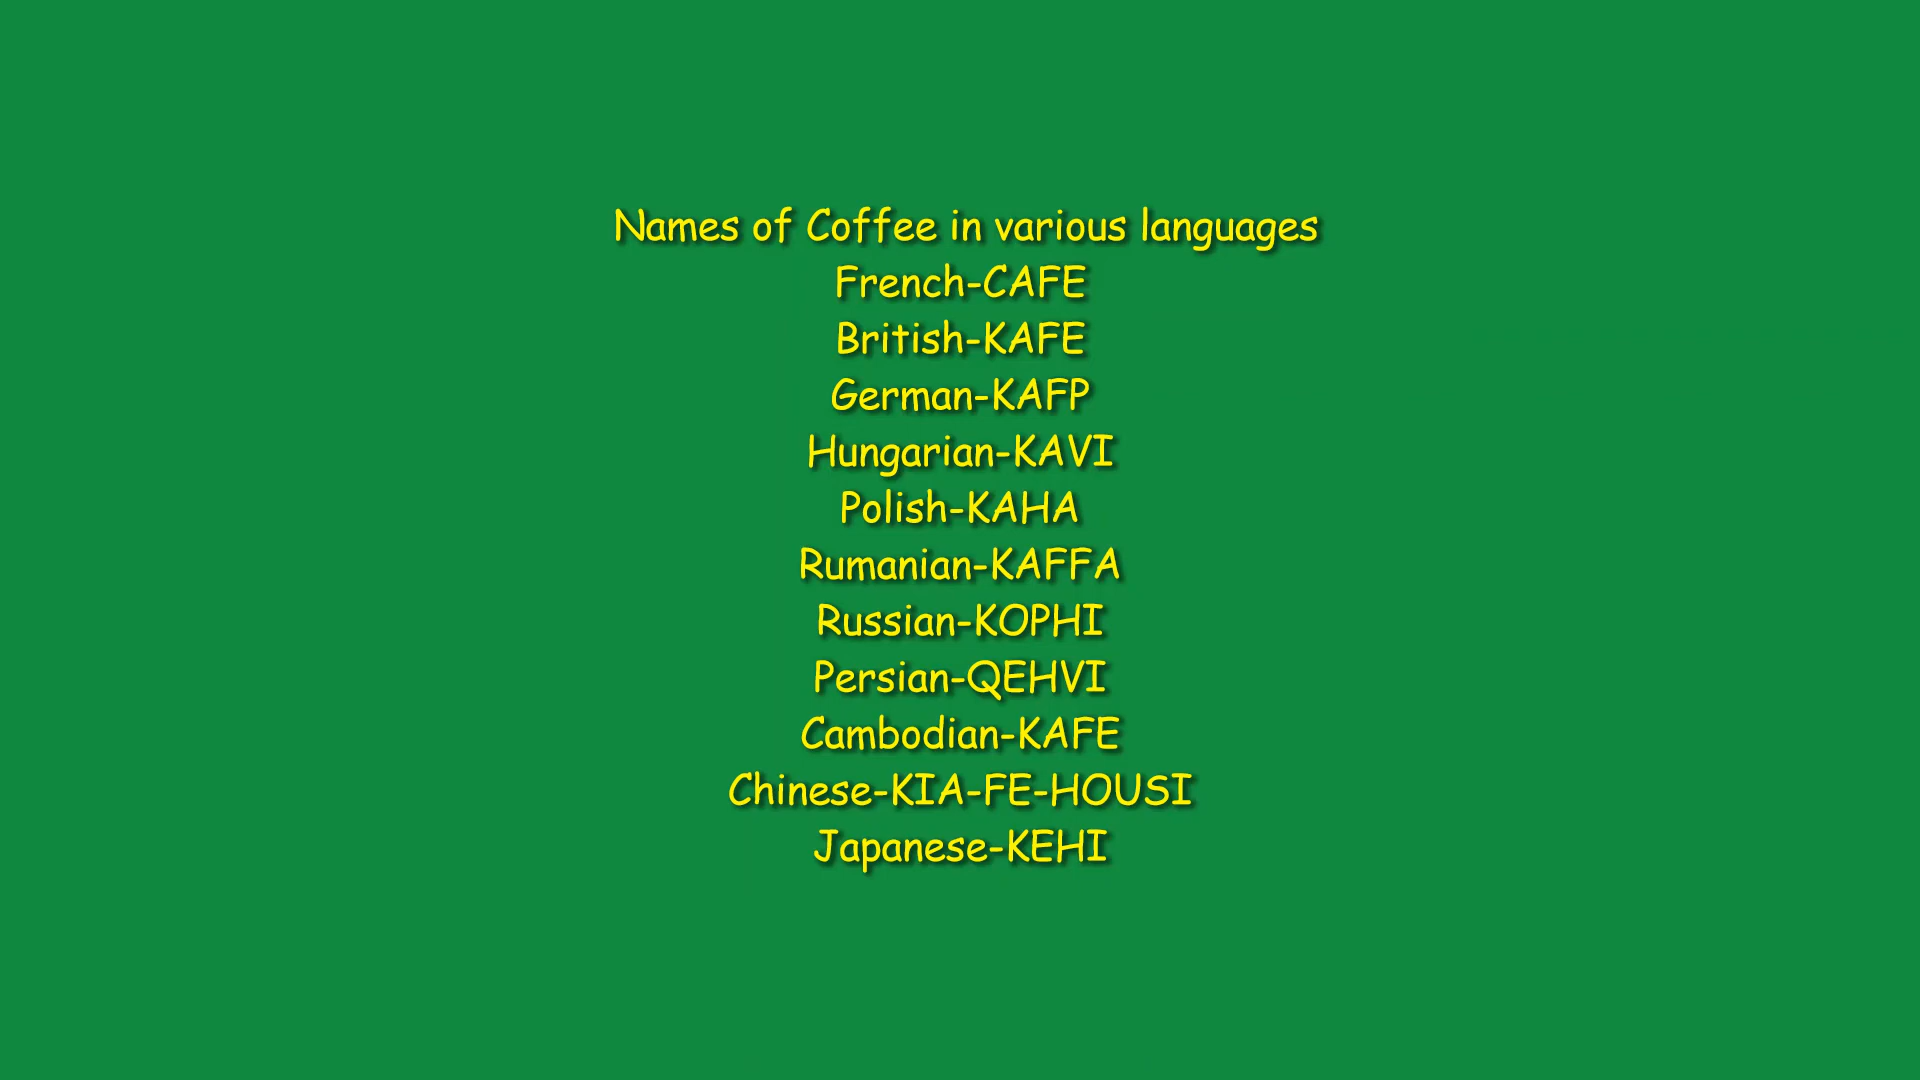 Names of Coffee in various languages
French-CAFE
British-KAFE
German-KAFP
Hungarian-KAVI
Polish-KAHA
Rumanian-KAFFA
Russian-KOPHI
Persian-QEHVI
Cambodian-KAFE
Chinese-KIA-FE-HOUSI
Japanese-KEHI